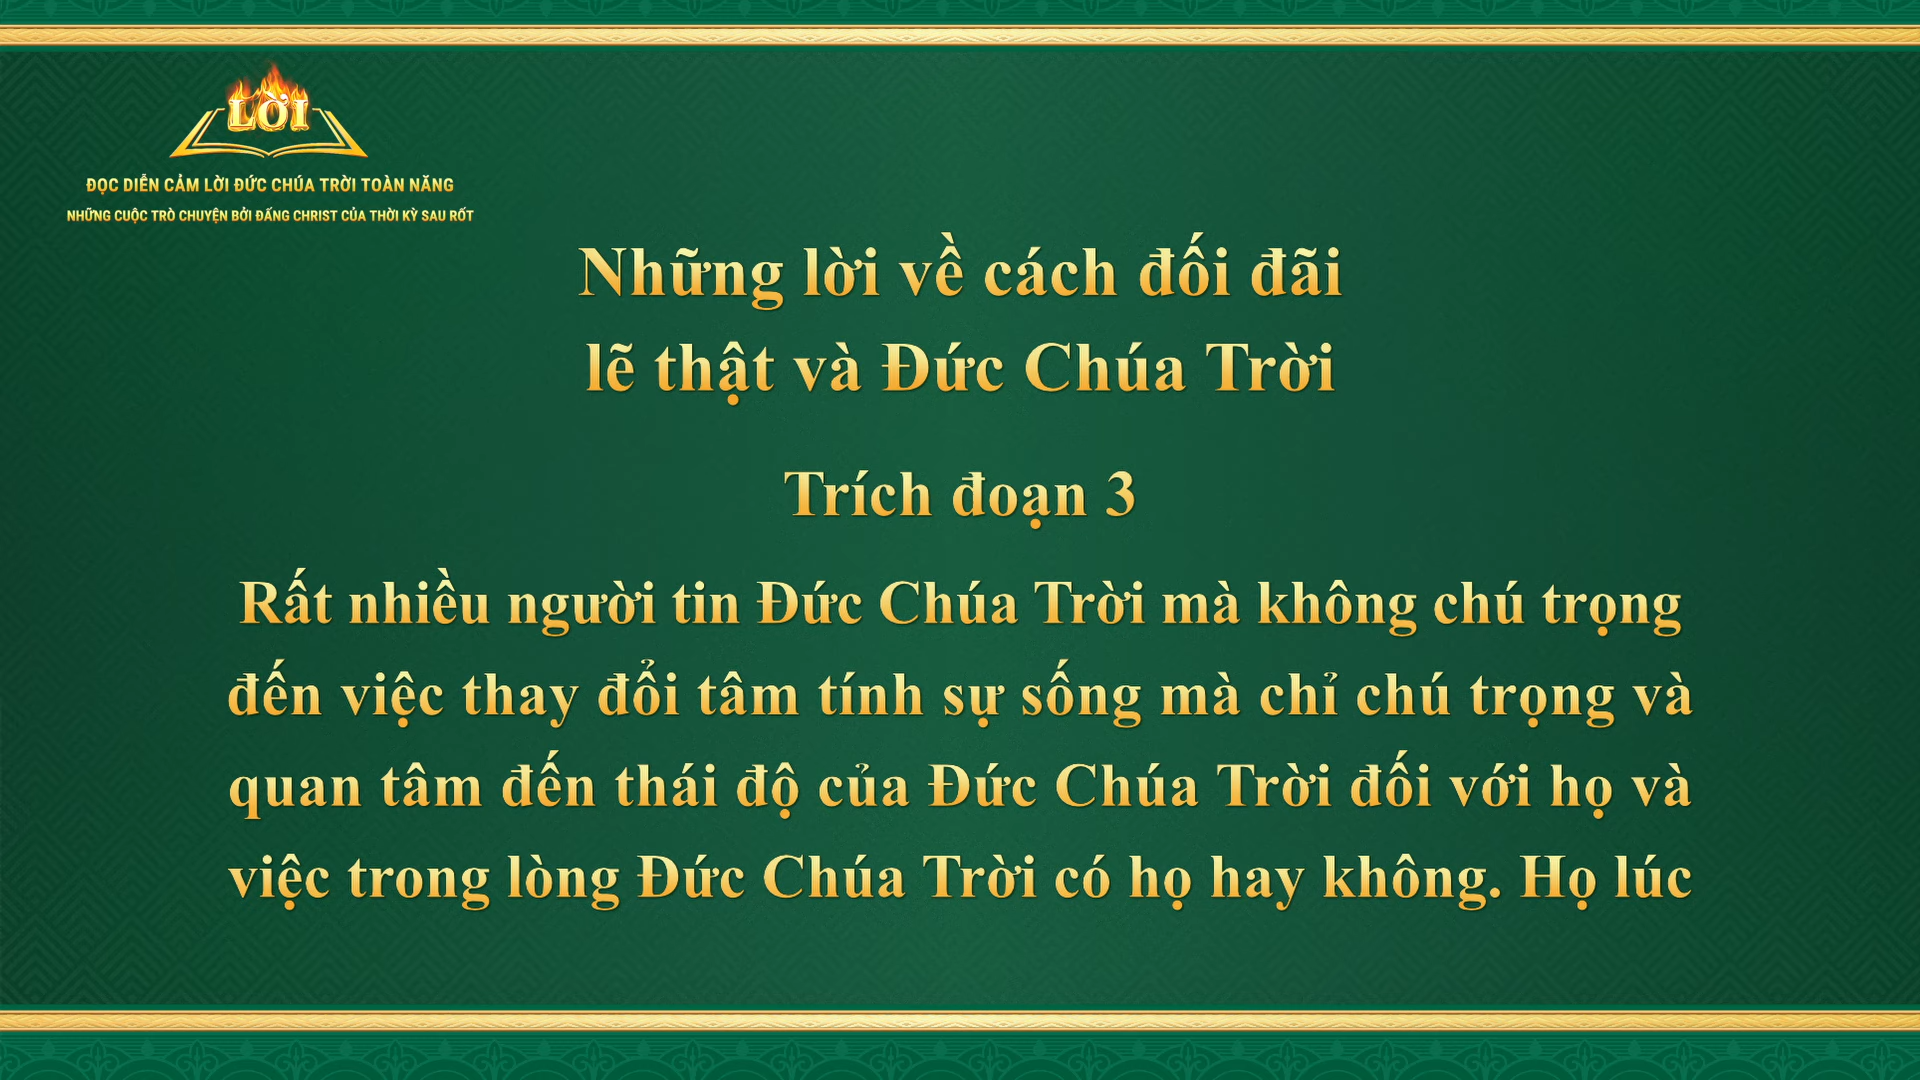 LỜI
ĐỌC DIỄN CẢM LỜI ĐỨC CHÚA TRỜI TOÀN NĂNG
NHỮNG CUỘC TRÒ CHUYỆN BỞI ĐẤNG CHRIST CỦA THỜI KỲ SAU RỐT
Những lời về cách đối đãi
lẽ thật và Đức Chúa Trời
Trích đoạn 3
Rất nhiều người tin Đức Chúa Trời mà không chú trọng
đến việc thay đổi tâm tính sự sống mà chỉ chú trọng và
quan tâm đến thái độ của Đức Chúa Trời đối với họ và
việc trong lòng Đức Chúa Trời có họ hay không. Họ lúc